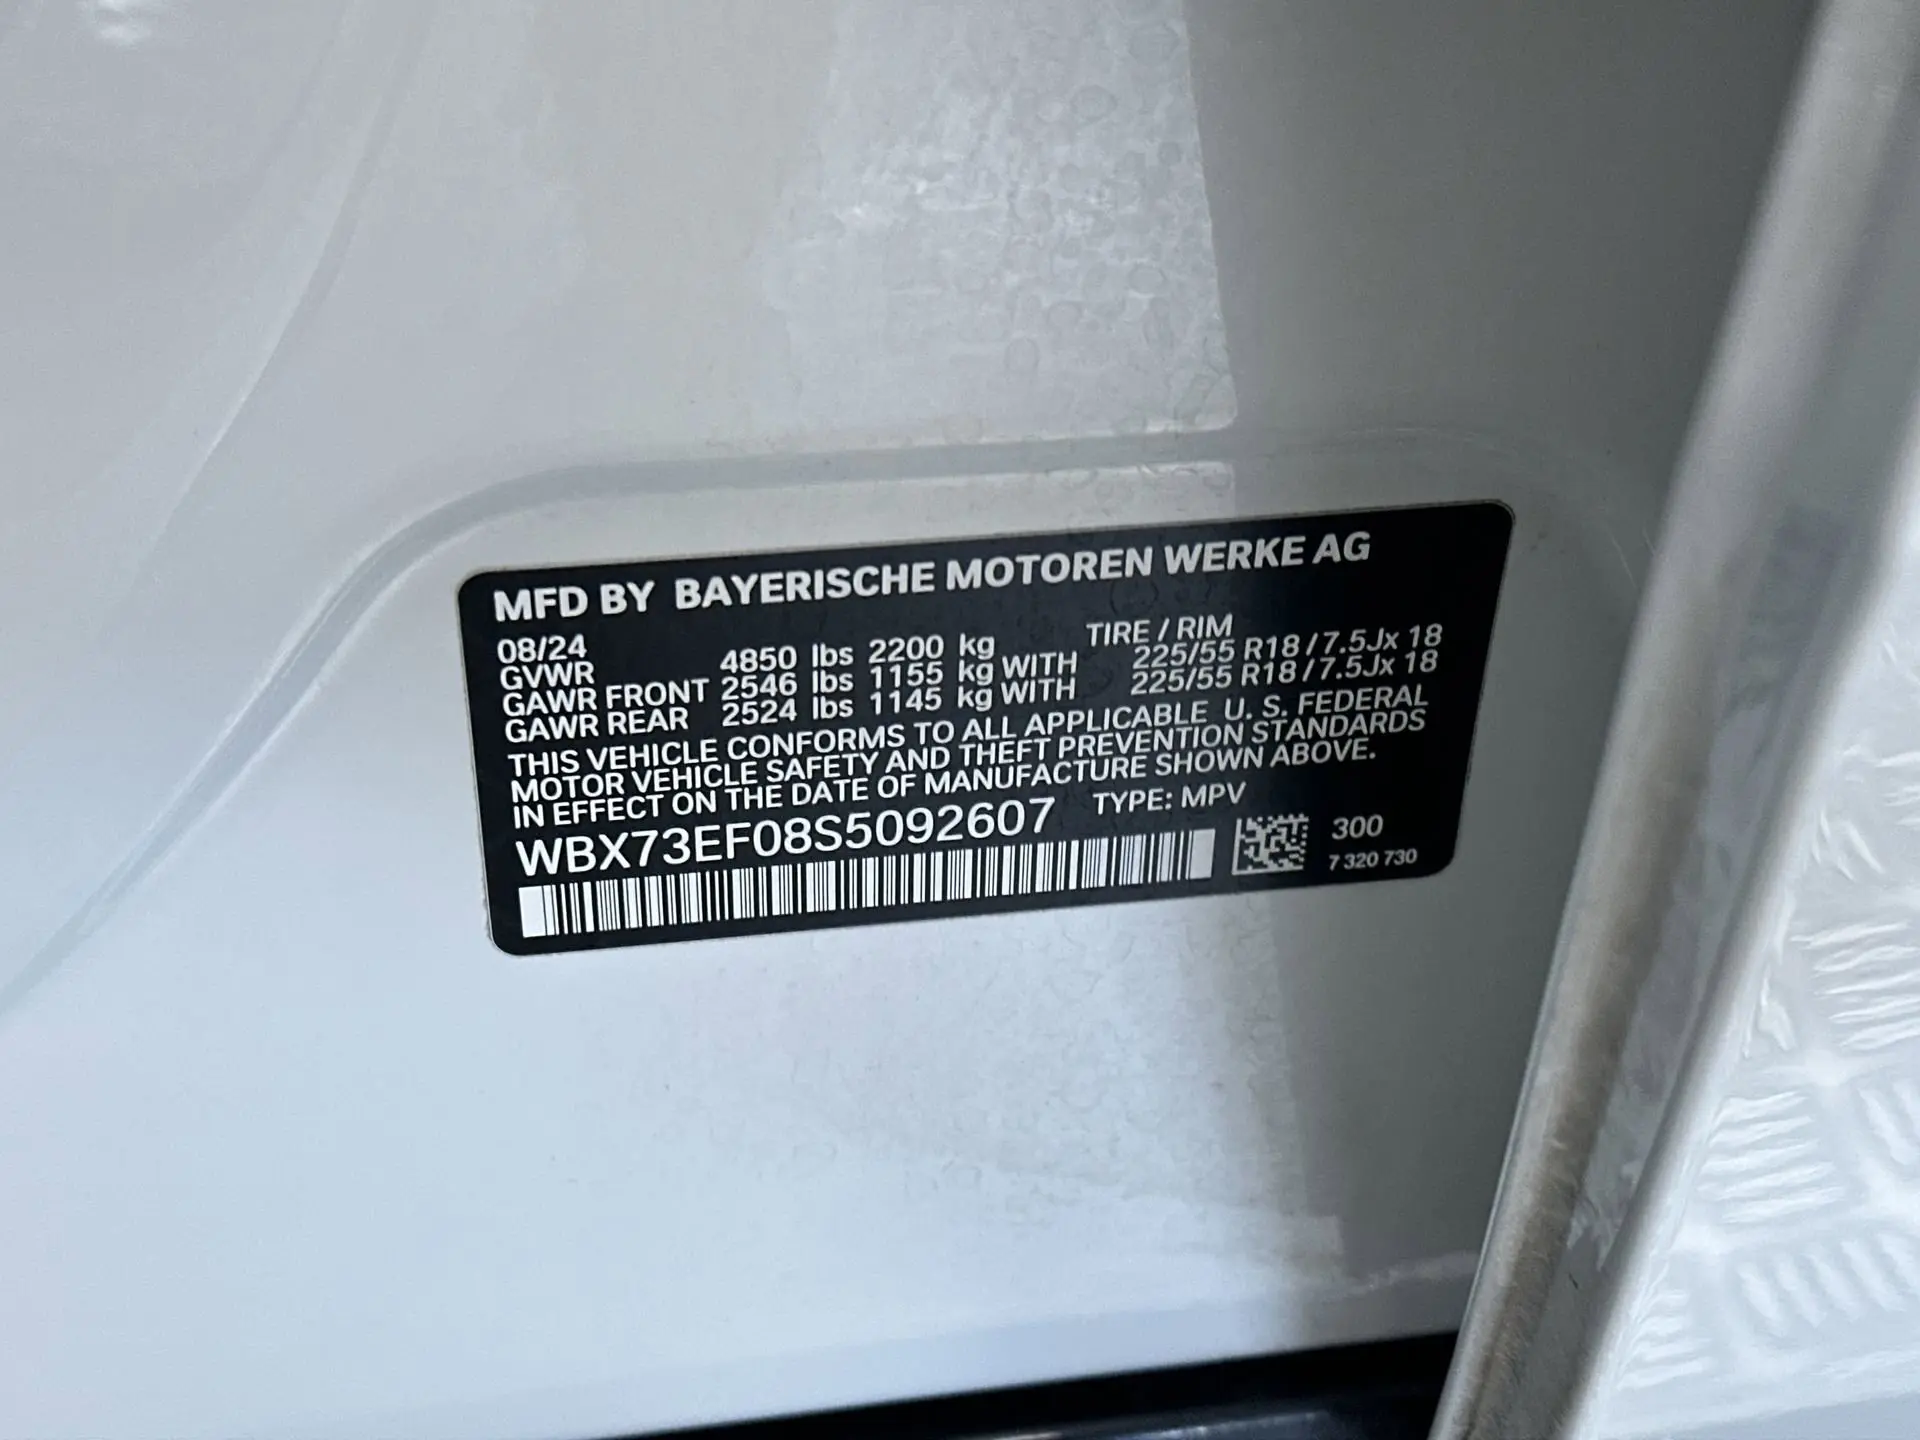 MFD BY BAYERISCHE MOTOREN WERKE AG
08/24 TIRE / RIM
GVWR 4850 lbs 2200 kg
GAWR FRONT 2546 lbs 1155 kg WITH 225/55 R18 / 7.5Jx 18
GAWR REAR 2524 lbs 1145 kg WITH 225/55 R18 / 7.5Jx 18
THIS VEHICLE CONFORMS TO ALL APPLICABLE U. S. FEDERAL
MOTOR VEHICLE SAFETY AND THEFT PREVENTION STANDARDS
IN EFFECT ON THE DATE OF MANUFACTURE SHOWN ABOVE.
WBX73EF08S5092607 TYPE: MPV
300
7 320 730